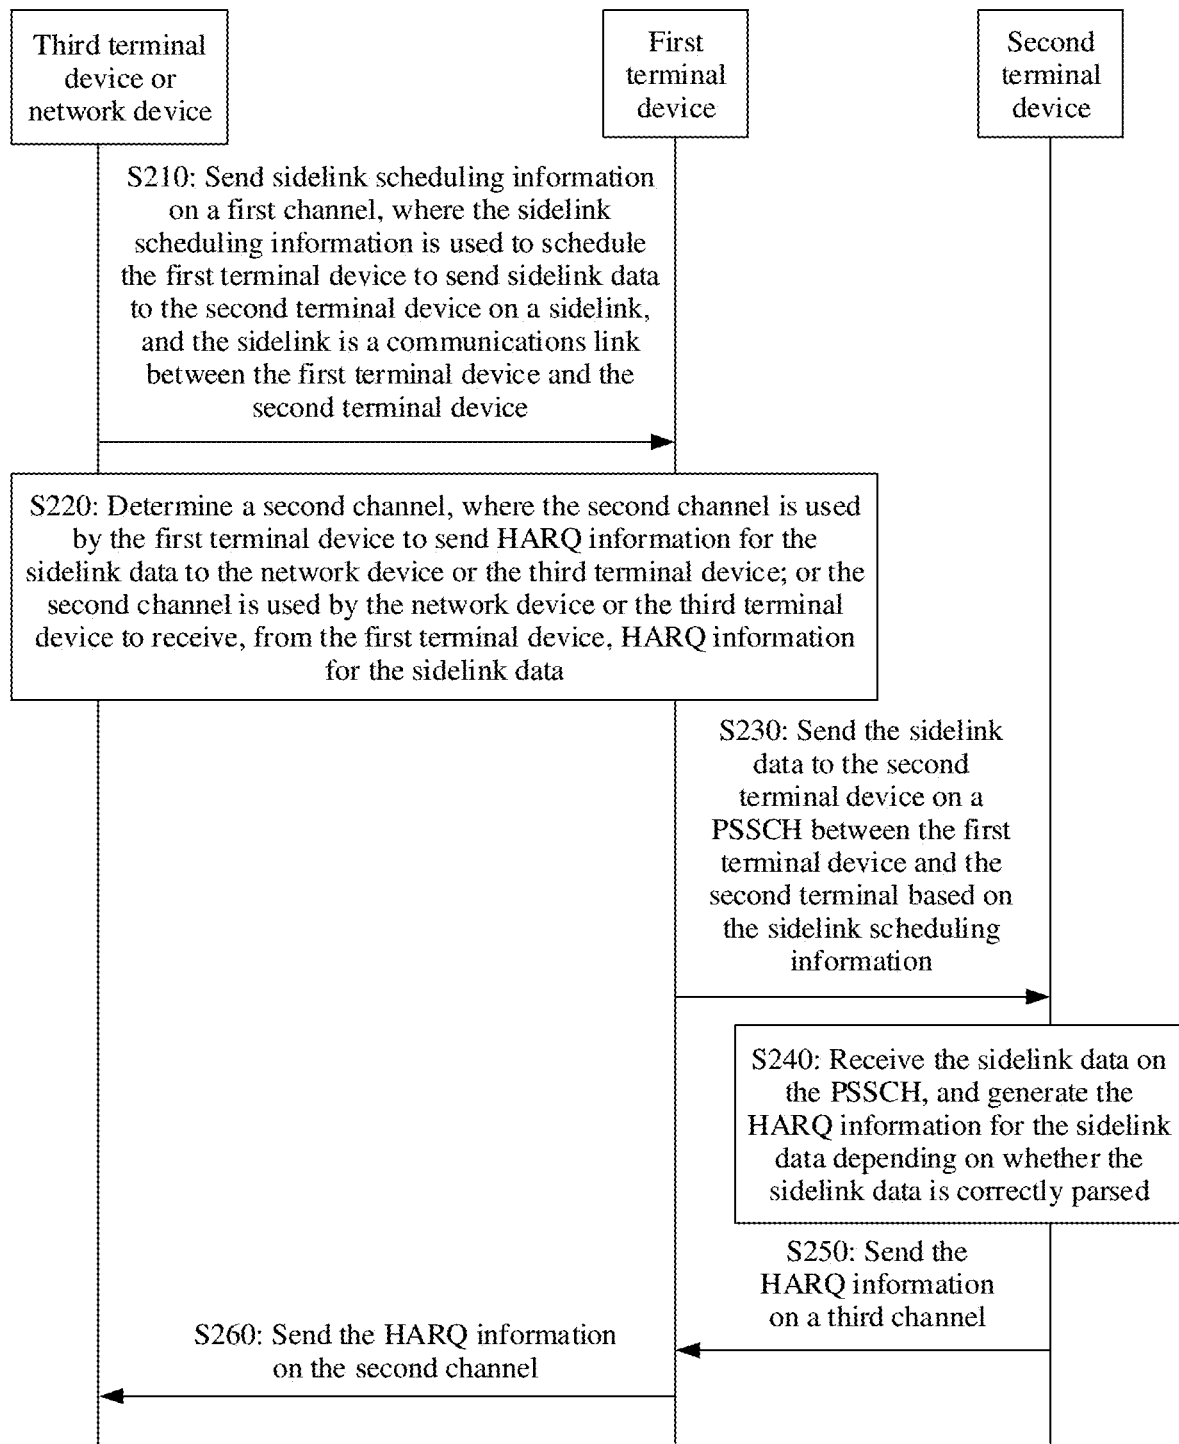 Third terminal
device or
network device
First
terminal
device
Second
terminal
device
S210: Send sidelink scheduling information
on a first channel, where the sidelink
scheduling information is used to schedule
the first terminal device to send sidelink data
to the second terminal device on a sidelink,
and the sidelink is a communications link
between the first terminal device and the
second terminal device
S220: Determine a second channel, where the second channel is used
by the first terminal device to send HARQ information for the
sidelink data to the network device or the third terminal device; or the
second channel is used by the network device or the third terminal
device to receive, from the first terminal device, HARQ information
for the sidelink data
S230: Send the sidelink
data to the second
terminal device on a
PSSCH between the first
terminal device and the
second terminal based on
the sidelink scheduling
information
S240: Receive the sidelink data on
the PSSCH, and generate the
HARQ information for the sidelink
data depending on whether the
sidelink data is correctly parsed
S250: Send the
HARQ information
on a third channel
S260: Send the HARQ information
on the second channel